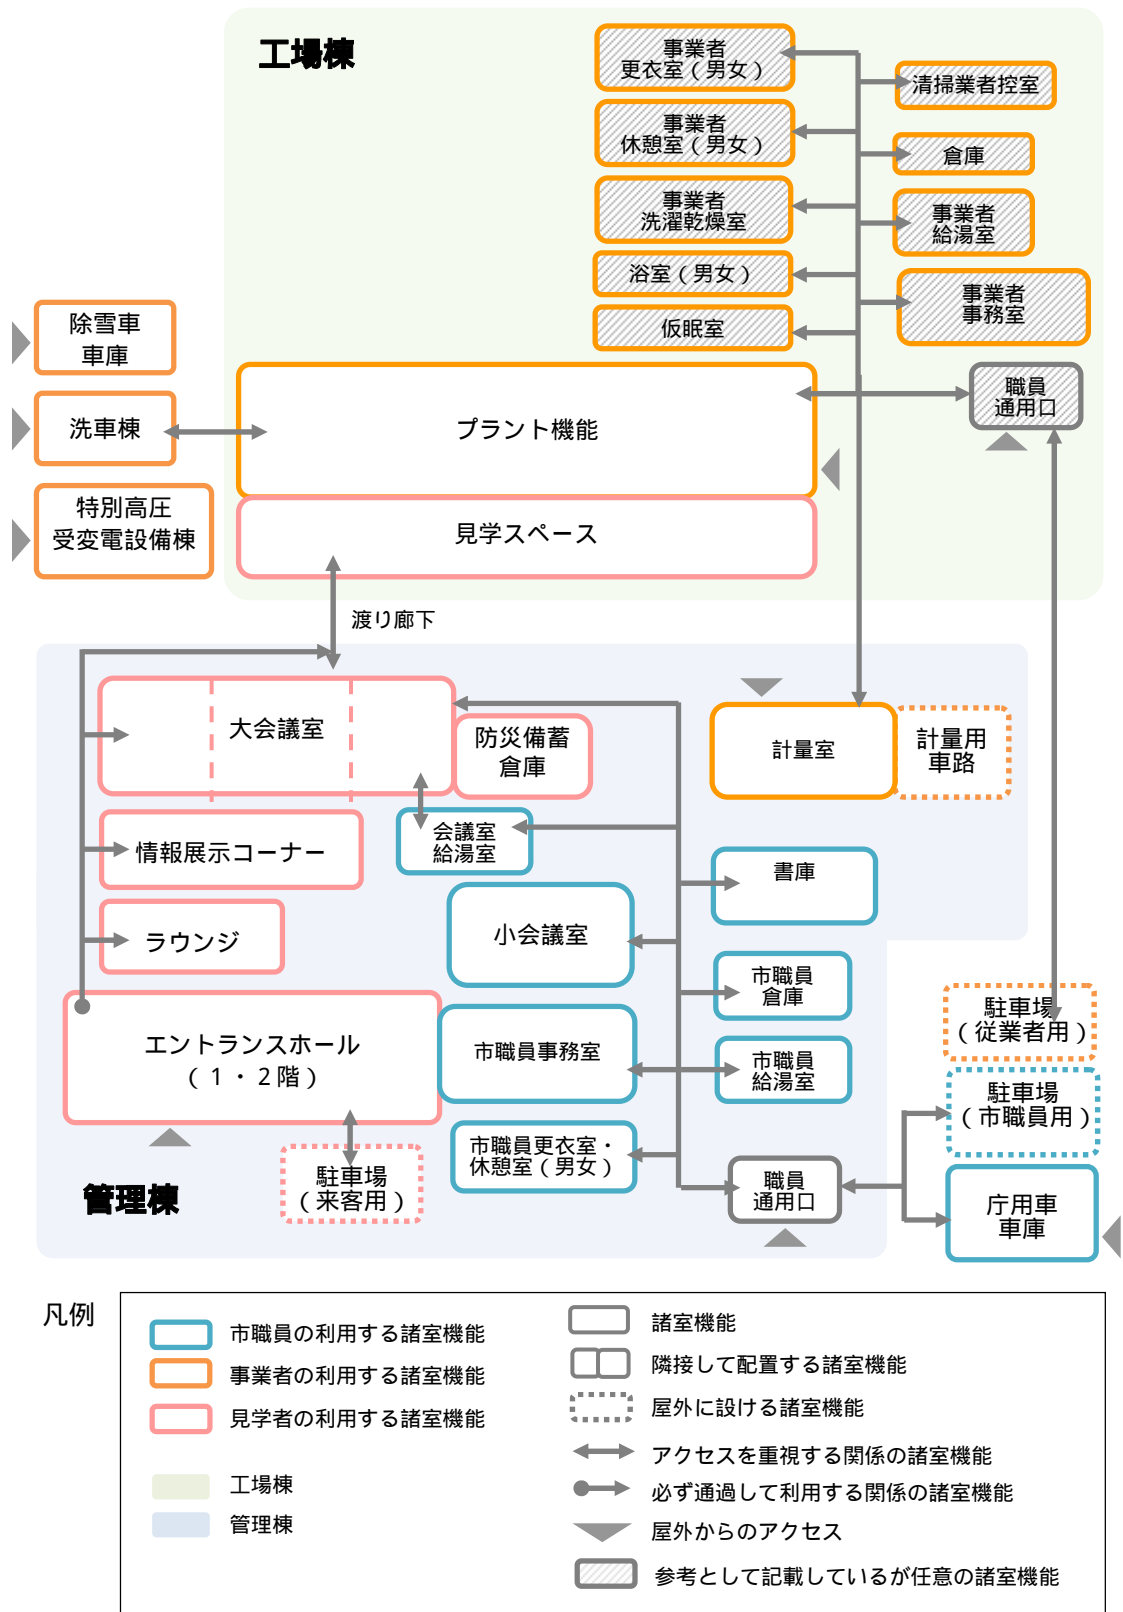 工場棟
事業者
更衣室（男女）
清掃業者控室
事業者
休憩室（男女）
倉庫
事業者
洗濯乾燥室
事業者
給湯室
浴室（男女）
事業者
事務室
仮眠室
除雪車
車庫
職員
通用口
洗車棟
プラント機能
特別高圧
受変電設備棟
見学スペース
渡り廊下
大会議室
防災備蓄
倉庫
計量室
計量用
車路
会議室
給湯室
情報展示コーナー
書庫
小会議室
ラウンジ
市職員
倉庫
駐車場
（従業者用）
エントランスホール
（１・２階）
市職員事務室
市職員
給湯室
駐車場
（市職員用）
市職員更衣室・
休憩室（男女）
駐車場
（来客用）
職員
通用口
管理棟
庁用車
車庫
凡例
市職員の利用する諸室機能
事業者の利用する諸室機能
見学者の利用する諸室機能
工場棟
管理棟
諸室機能
隣接して配置する諸室機能
屋外に設ける諸室機能
アクセスを重視する関係の諸室機能
必ず通過して利用する関係の諸室機能
屋外からのアクセス
参考として記載しているが任意の諸室機能